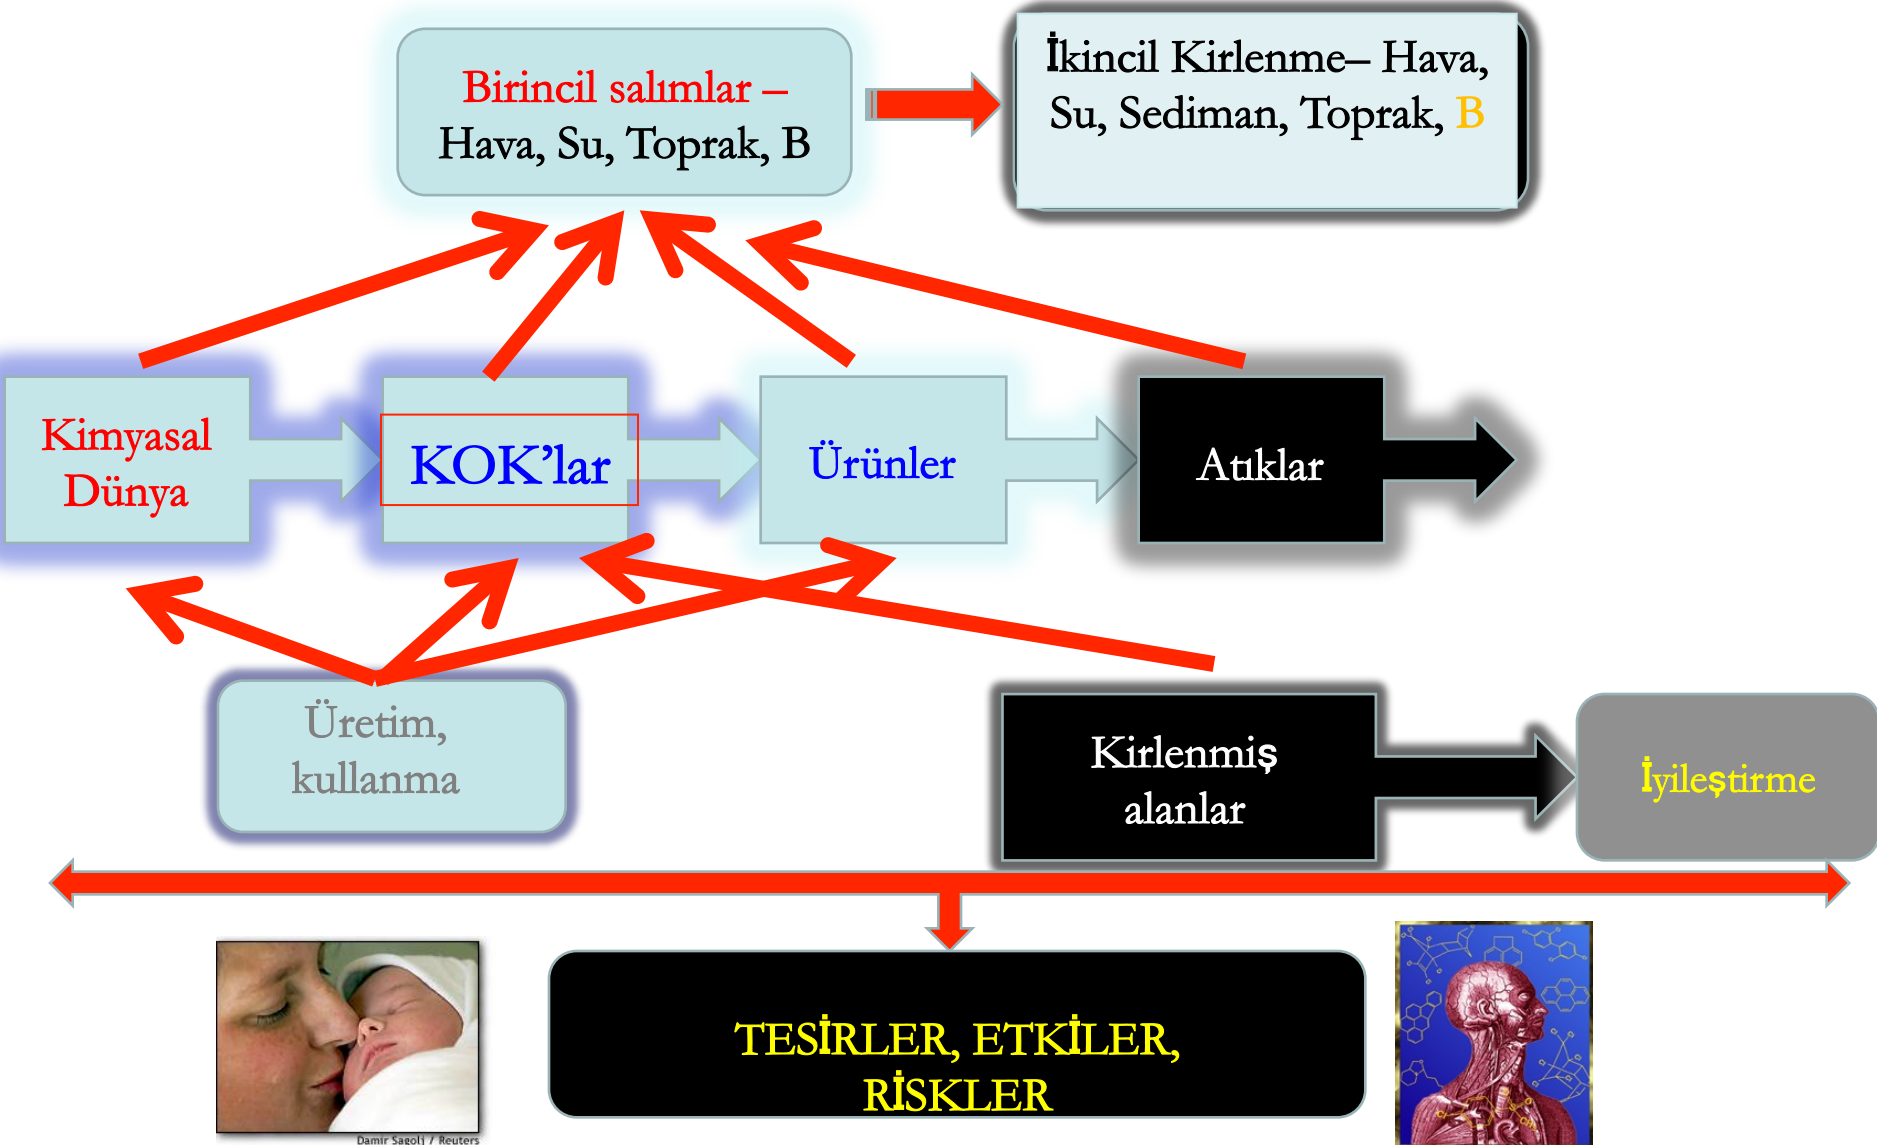 Birincil salımlar –
Hava, Su, Toprak, B
İkincil Kirlenme– Hava,
Su, Sediman, Toprak, B
Kimyasal
Dünya
KOK’lar
Ürünler
Atıklar
Üretim,
kullanma
Kirlenmiş
alanlar
İyileştirme
TESİRLER, ETKİLER,
RİSKLER
Damir Sagolj / Reuters